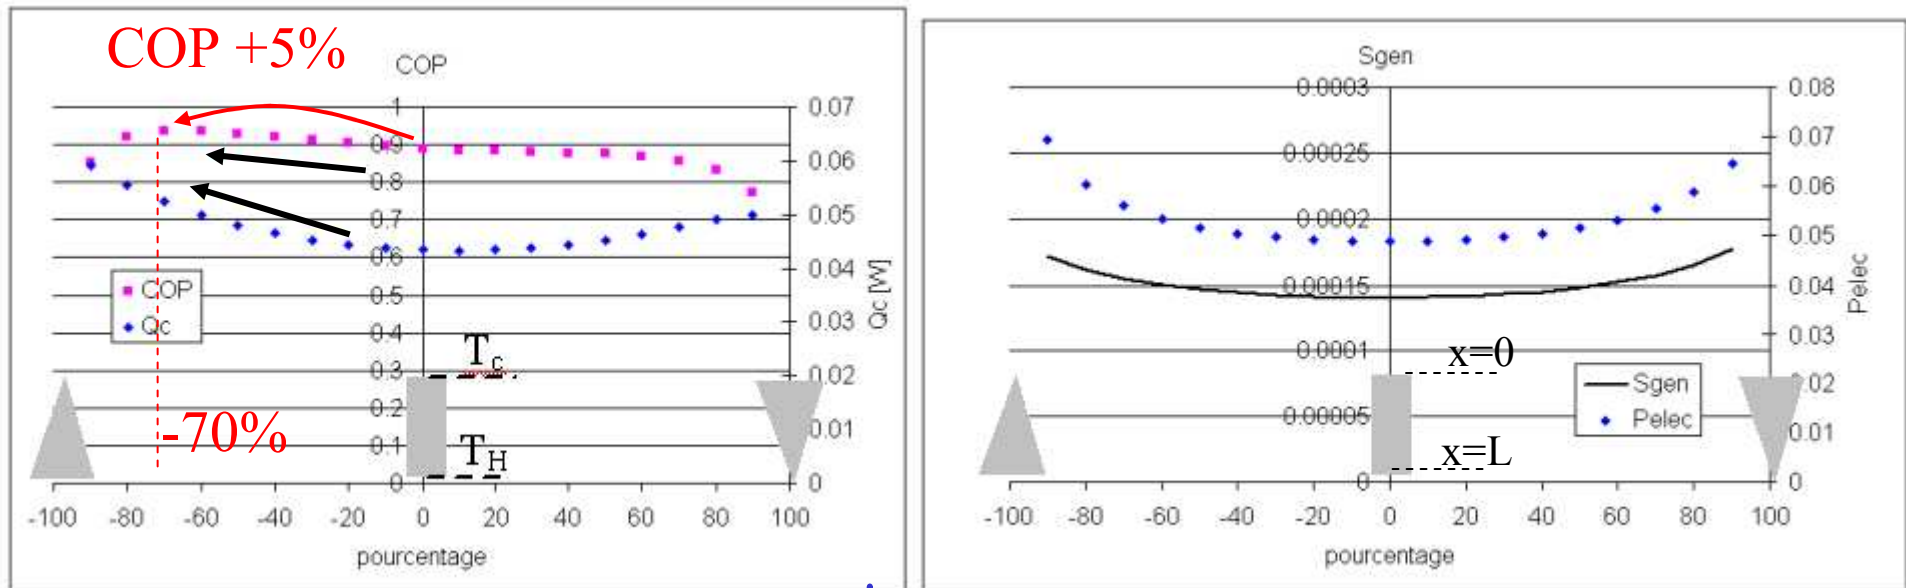 COP +5%
COP
1
0.9
0.8
0.7
0.6
0.5
0.4
0.3
0.2
0.1
0
0.07
0.06
0.05
0.04
0.03
0.02
0.01
0
Qc [W]
COP
Qc
Tc
TH
-70%
-100 -80 -60 -40 -20 0 20 40 60 80 100
pourcentage
Sgen
0.0003
0.00025
0.0002
0.00015
0.0001
0.00005
0
0.08
0.07
0.06
0.05
0.04
0.03
0.02
0.01
0
Pelec
x=0
Sgen
Pelec
x=L
-100 -80 -60 -40 -20 0 20 40 60 80 100
pourcentage